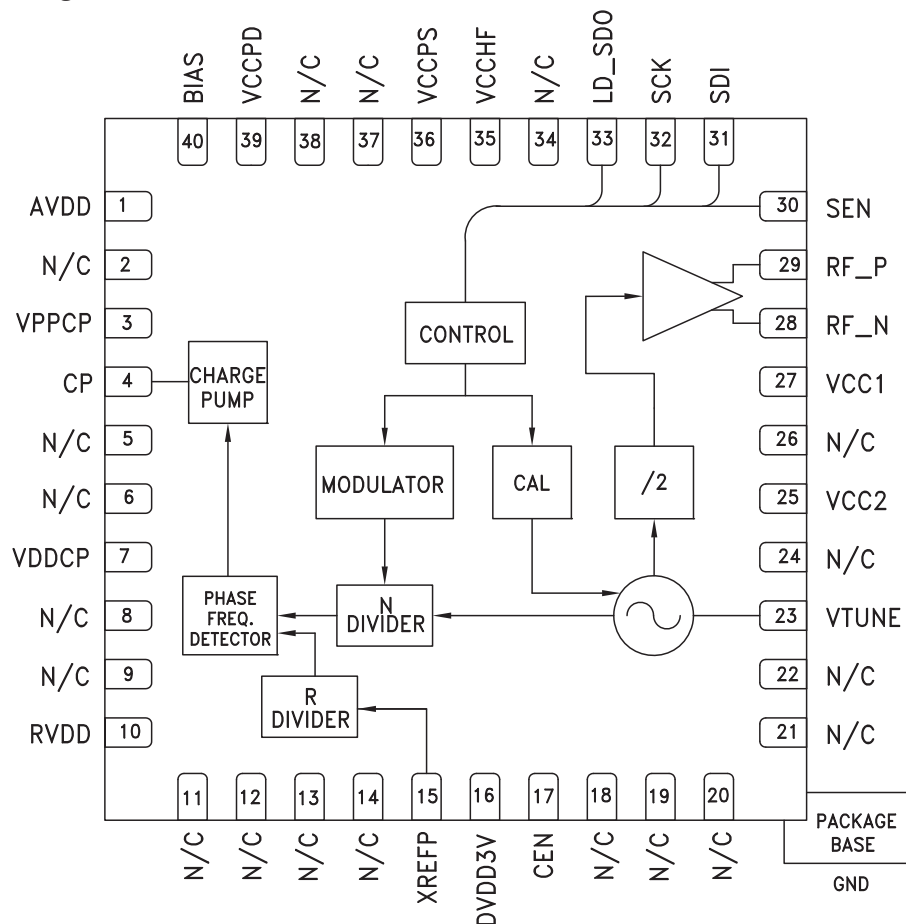 BIAS
VCCPD
N/C
N/C
VCCPS
VCCHF
N/C
LD_SDO
SCK
SDI
40
39
38
37
36
35
34
33
32
31
AVDD 1
N/C 2
VPPCP 3
CP 4
N/C 5
N/C 6
VDDCP 7
N/C 8
N/C 9
RVDD 10
30 SEN
29 RF_P
28 RF_N
27 VCC1
26 N/C
25 VCC2
24 N/C
23 VTUNE
22 N/C
21 N/C
CONTROL
CHARGE
PUMP
MODULATOR
CAL
/2
PHASE
FREQ.
DETECTOR
N
DIVIDER
R
DIVIDER
11
12
13
14
15
16
17
18
19
20
N/C
N/C
N/C
N/C
XREFP
DVDD3V
CEN
N/C
N/C
N/C
PACKAGE
BASE
GND